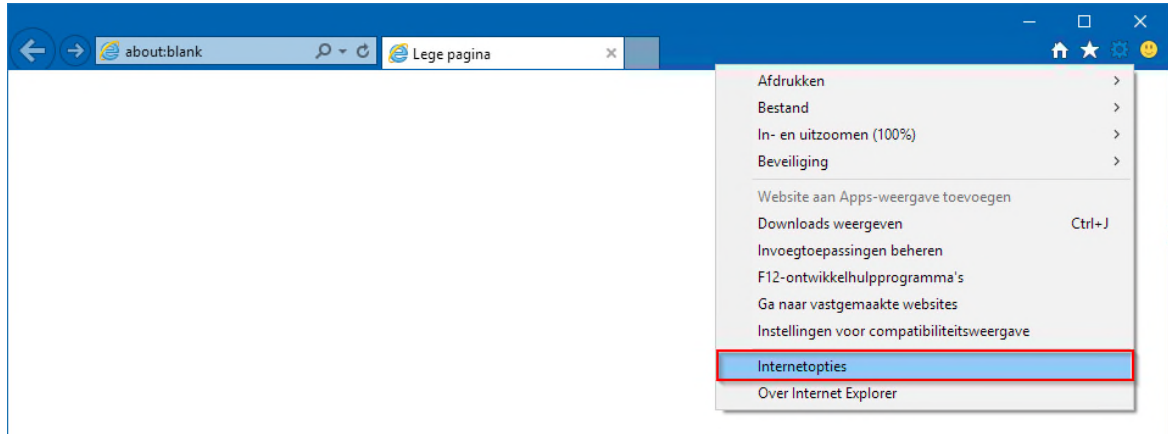 about:blank
Lege pagina
Afdrukken
Bestand
In- en uitzoomen (100%)
Beveiliging
Website aan Apps-weergave toevoegen
Downloads weergeven Ctrl+J
Invoegtoepassingen beheren
F12-ontwikkelhulpprogramma's
Ga naar vastgemaakte websites
Instellingen voor compatibiliteitsweergave
Internetopties
Over Internet Explorer